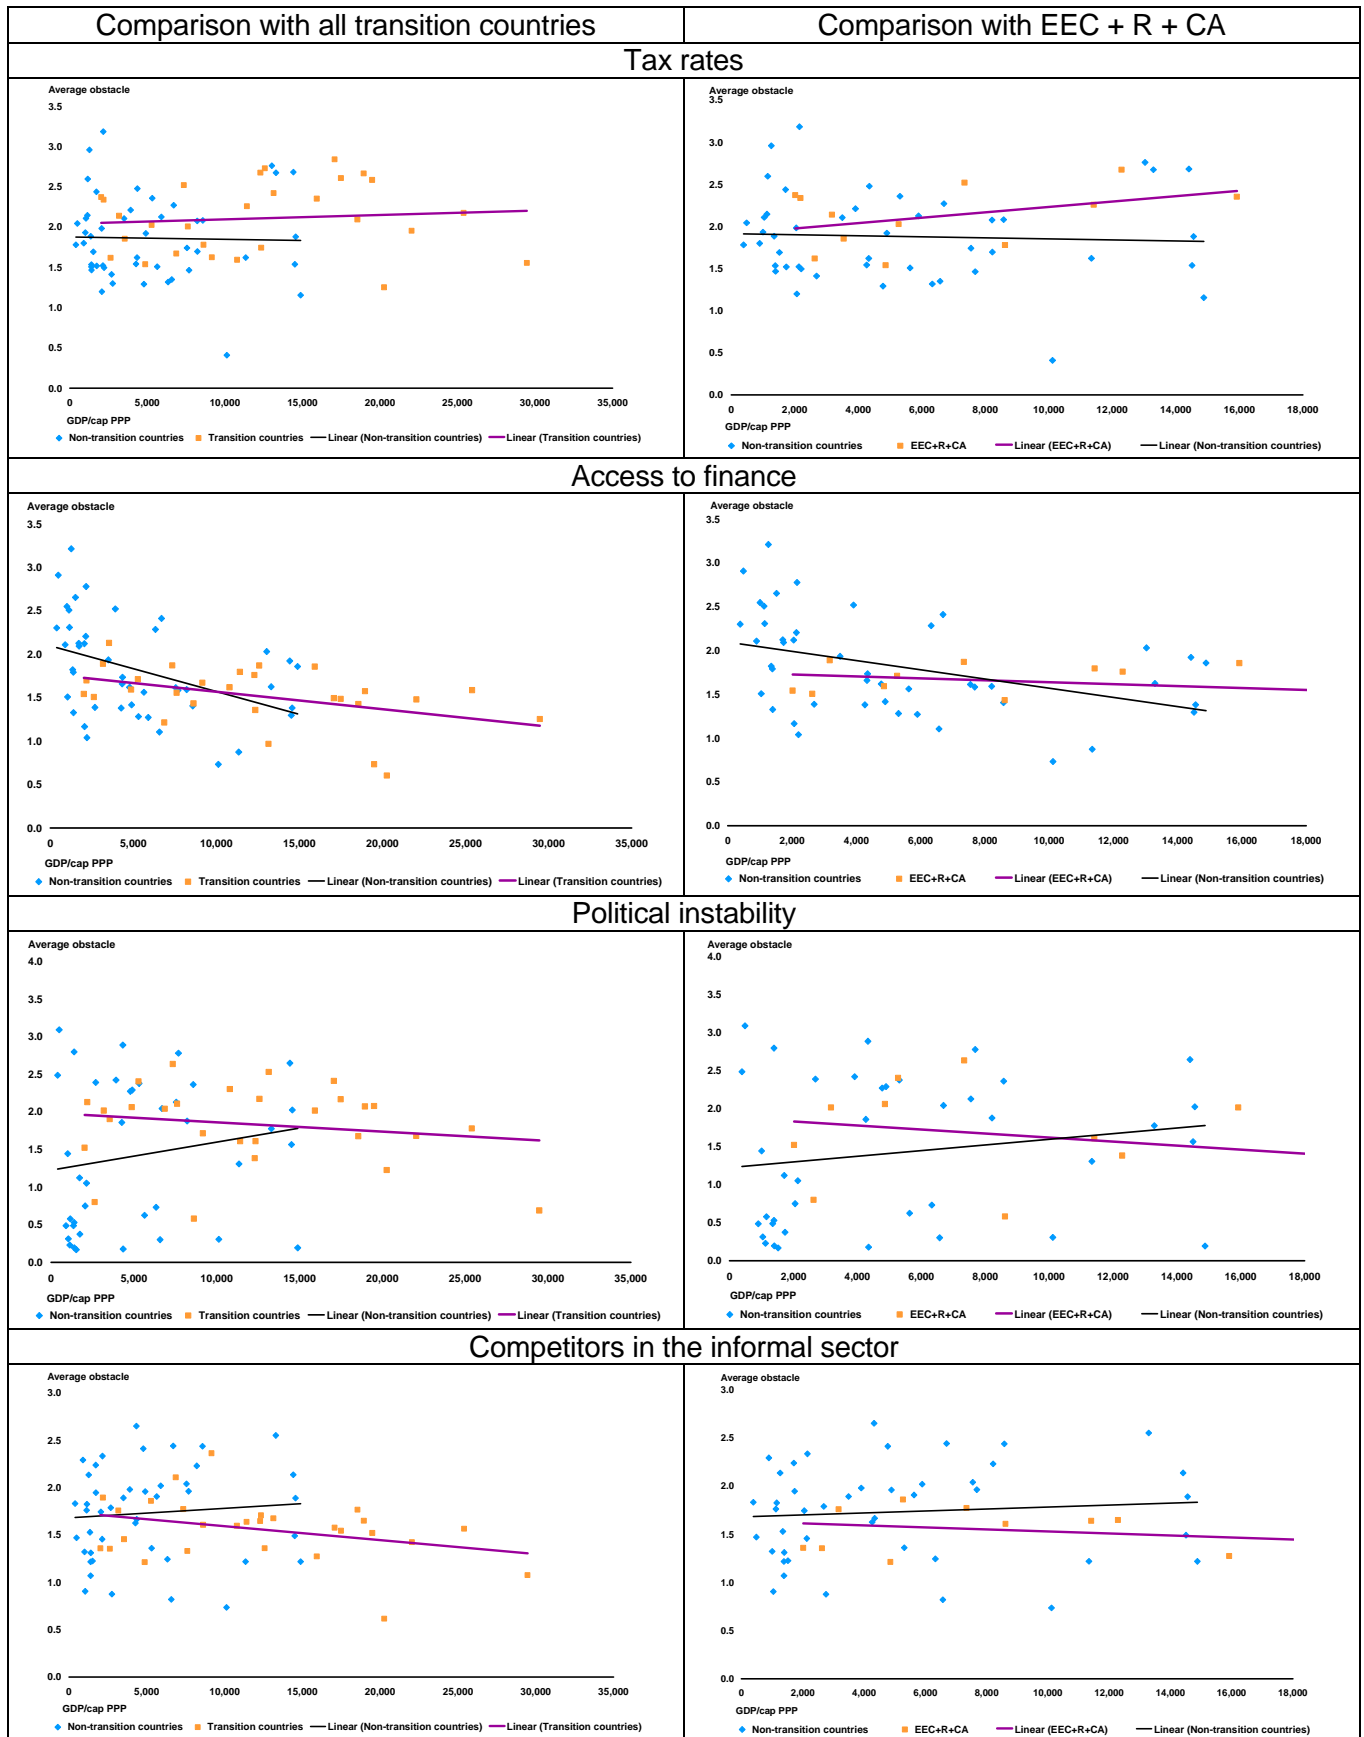 Comparison with all transition countries
Comparison with EEC + R + CA
Tax rates
Average obstacle
3.5
3.0
2.5
2.0
1.5
1.0
0.5
0.0
0 5,000 10,000 15,000 20,000 25,000 30,000 35,000
GDP/cap PPP
Non-transition countries Transition countries Linear (Non-transition countries) Linear (Transition countries)
Average obstacle
3.5
3.0
2.5
2.0
1.5
1.0
0.5
0.0
0 2,000 4,000 6,000 8,000 10,000 12,000 14,000 16,000 18,000
GDP/cap PPP
Non-transition countries EEC+R+CA Linear (EEC+R+CA) Linear (Non-transition countries)
Access to finance
Average obstacle
3.5
3.0
2.5
2.0
1.5
1.0
0.5
0.0
0 5,000 10,000 15,000 20,000 25,000 30,000 35,000
GDP/cap PPP
Non-transition countries Transition countries Linear (Non-transition countries) Linear (Transition countries)
Average obstacle
3.5
3.0
2.5
2.0
1.5
1.0
0.5
0.0
0 2,000 4,000 6,000 8,000 10,000 12,000 14,000 16,000 18,000
GDP/cap PPP
Non-transition countries EEC+R+CA Linear (EEC+R+CA) Linear (Non-transition countries)
Political instability
Average obstacle
4.0
3.5
3.0
2.5
2.0
1.5
1.0
0.5
0.0
0 5,000 10,000 15,000 20,000 25,000 30,000 35,000
GDP/cap PPP
Non-transition countries Transition countries Linear (Non-transition countries) Linear (Transition countries)
Average obstacle
4.0
3.5
3.0
2.5
2.0
1.5
1.0
0.5
0.0
0 2,000 4,000 6,000 8,000 10,000 12,000 14,000 16,000 18,000
GDP/cap PPP
Non-transition countries EEC+R+CA Linear (EEC+R+CA) Linear (Non-transition countries)
Competitors in the informal sector
Average obstacle
3.0
2.5
2.0
1.5
1.0
0.5
0.0
0 5,000 10,000 15,000 20,000 25,000 30,000 35,000
GDP/cap PPP
Non-transition countries Transition countries Linear (Non-transition countries) Linear (Transition countries)
Average obstacle
3.0
2.5
2.0
1.5
1.0
0.5
0.0
0 2,000 4,000 6,000 8,000 10,000 12,000 14,000 16,000 18,000
GDP/cap PPP
Non-transition countries EEC+R+CA Linear (EEC+R+CA) Linear (Non-transition countries)